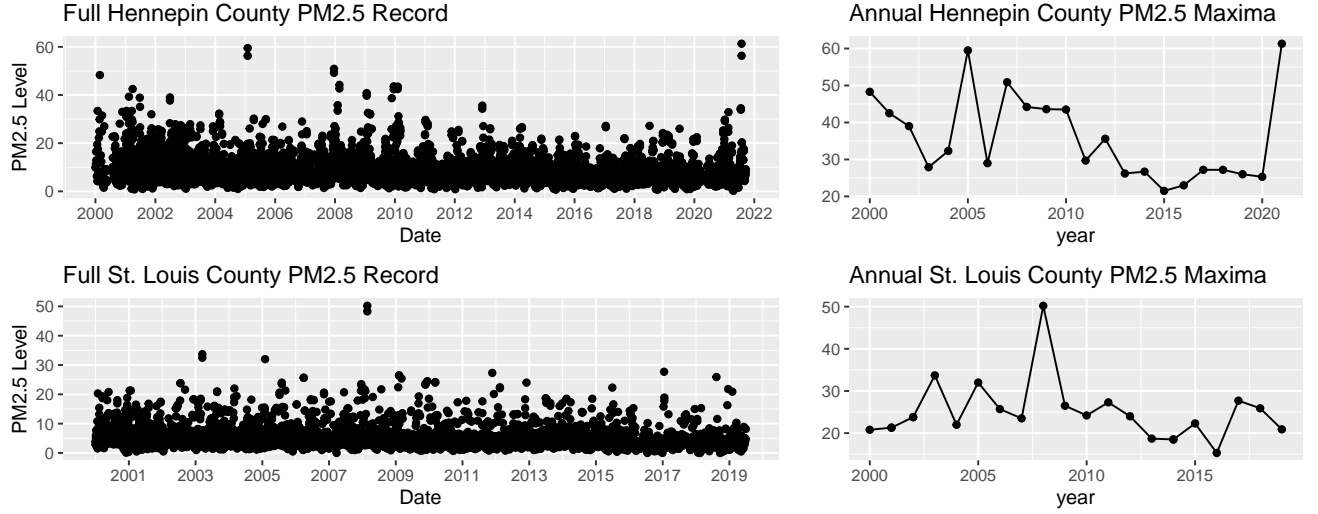 Full Hennepin County PM2.5 Record
60
40
20
0
PM2.5 Level
2000 2002 2004 2006 2008 2010 2012 2014 2016 2018 2020 2022
Date
Annual Hennepin County PM2.5 Maxima
60
50
40
30
20
2000 2005 2010 2015 2020
year
Full St. Louis County PM2.5 Record
50
40
30
20
10
0
PM2.5 Level
2001 2003 2005 2007 2009 2011 2013 2015 2017 2019
Date
Annual St. Louis County PM2.5 Maxima
50
40
30
20
2000 2005 2010 2015
year